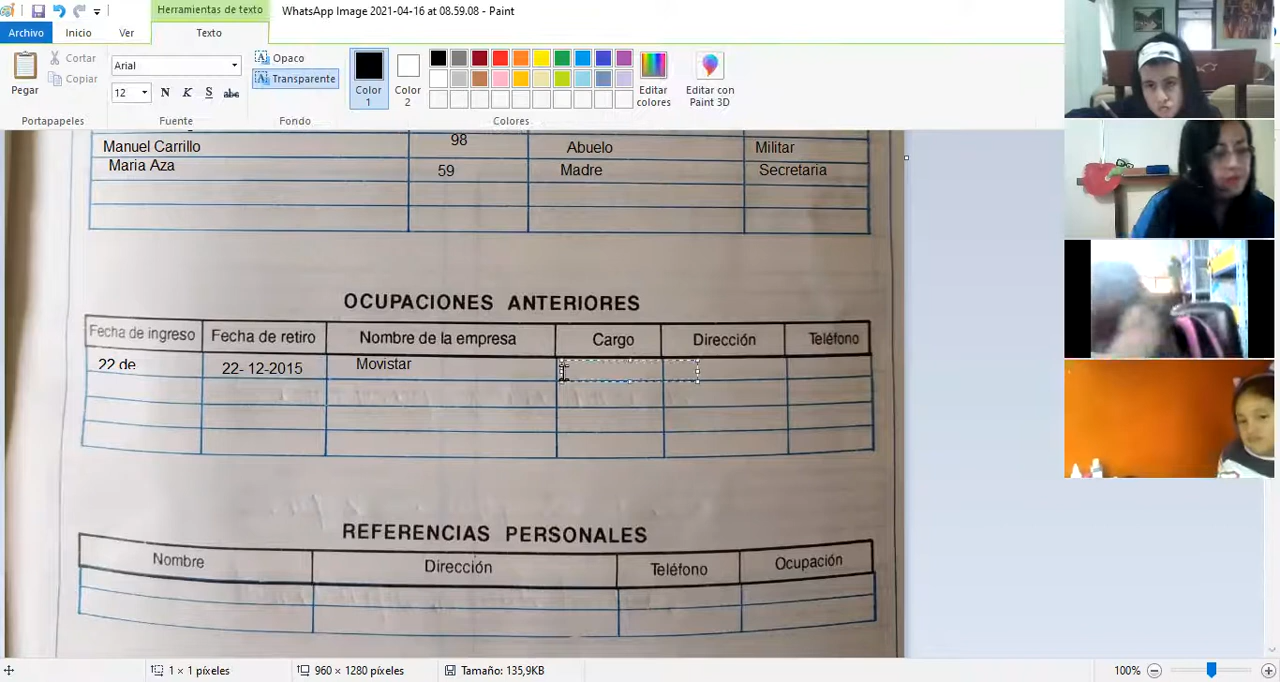 Herramientas de texto
WhatsApp Image 2021-04-16 at 08.59.08 - Paint
Archivo Inicio Ver Texto
Pegar
Cortar
Copiar
Portapapeles
Arial
12 N K S abc
Fuente
Opaco
Transparente
Fondo
Color 1
Color 2
Editar colores
Editar con Paint 3D
Colores
Manuel Carrillo 98 Abuelo Militar
Maria Aza 59 Madre Secretaria
OCUPACIONES ANTERIORES
Fecha de ingreso Fecha de retiro Nombre de la empresa Cargo Dirección Teléfono
22 de 22- 12-2015 Movistar
REFERENCIAS PERSONALES
Nombre Dirección Teléfono Ocupación
1 × 1 píxeles 960 × 1280 píxeles Tamaño: 135,9KB 100%